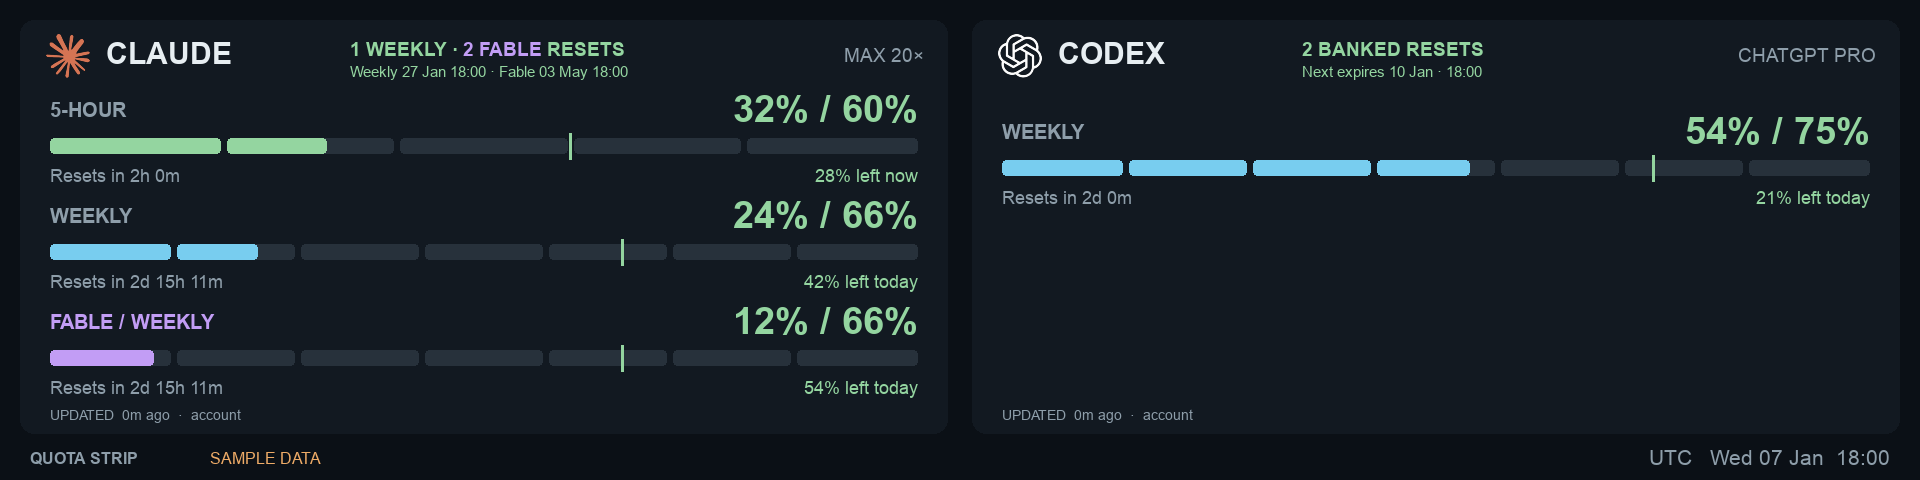 CLAUDE
1 WEEKLY · 2 FABLE RESETS
Weekly 27 Jan 18:00 · Fable 03 May 18:00
MAX 20×
5-HOUR
32% / 60%
Resets in 2h 0m
28% left now
WEEKLY
24% / 66%
Resets in 2d 15h 11m
42% left today
FABLE / WEEKLY
12% / 66%
Resets in 2d 15h 11m
54% left today
UPDATED 0m ago · account
CODEX
2 BANKED RESETS
Next expires 10 Jan · 18:00
CHATGPT PRO
WEEKLY
54% / 75%
Resets in 2d 0m
21% left today
UPDATED 0m ago · account
QUOTA STRIP
SAMPLE DATA
UTC Wed 07 Jan 18:00